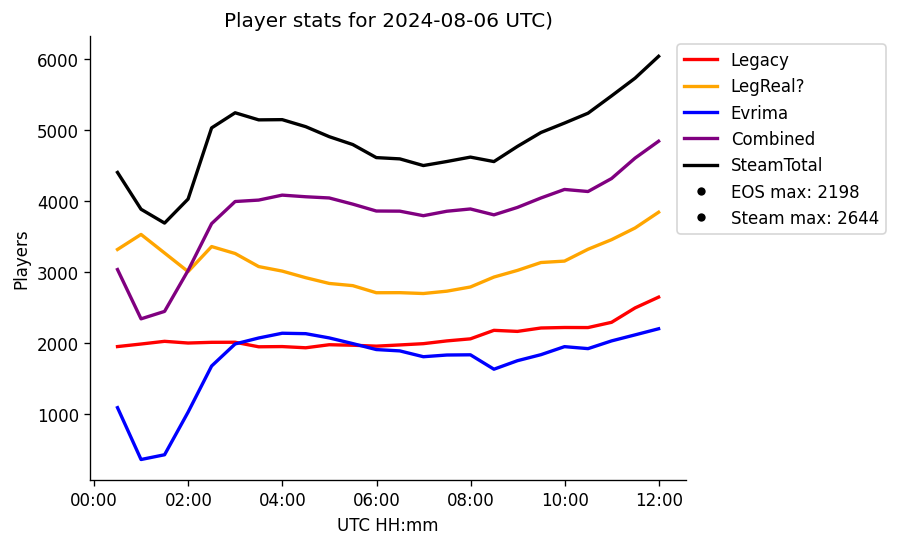 Player stats for 2024-08-06 UTC)
6000
5000
4000
3000
2000
1000
Players
00:00 02:00 04:00 06:00 08:00 10:00 12:00
UTC HH:mm
Legacy
LegReal?
Evrima
Combined
SteamTotal
EOS max: 2198
Steam max: 2644